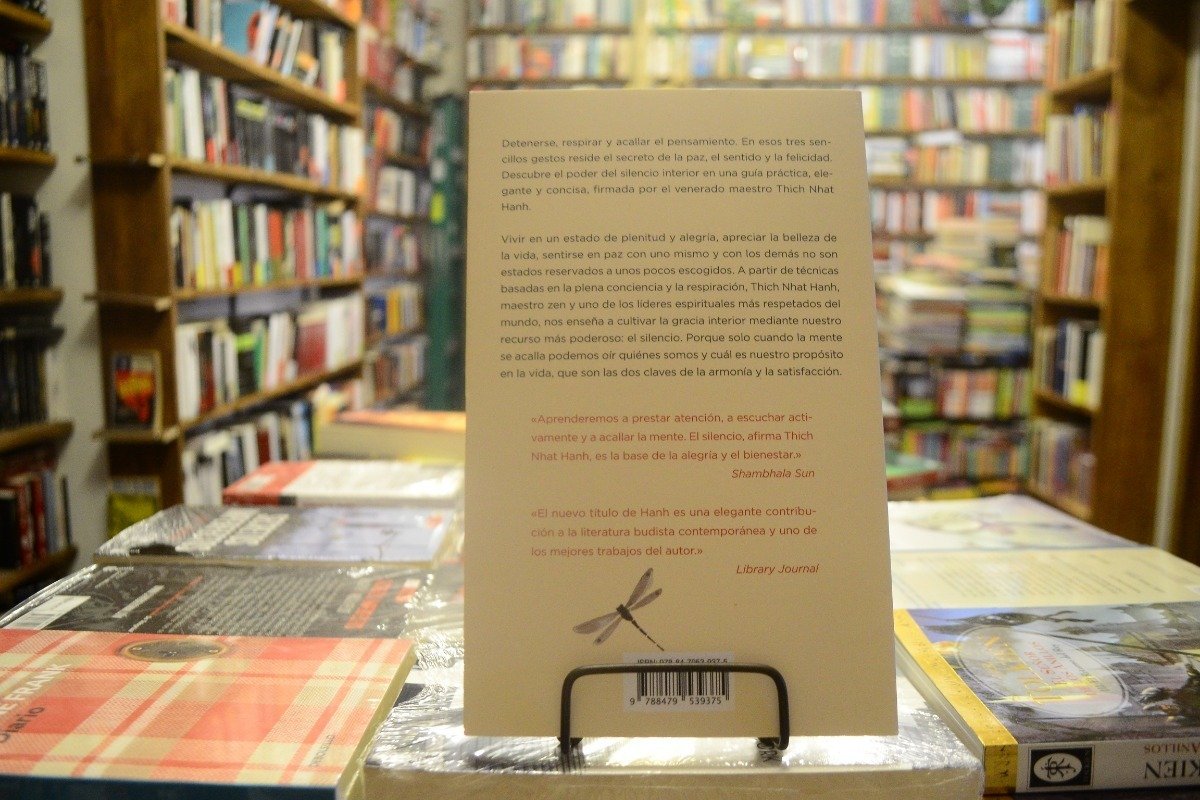 Detenerse, respirar y acallar el pensamiento. En esos tres sen-
cillos gestos reside el secreto de la paz, el sentido y la felicidad.
Descubre el poder del silencio interior en una guía práctica, ele-
gante y concisa, firmada por el venerado maestro Thich Nhat
Hanh.
Vivir en un estado de plenitud y alegría, apreciar la belleza de
la vida, sentirse en paz con uno mismo y con los demás no son
estados reservados a unos pocos escogidos. A partir de técnicas
basadas en la plena conciencia y la respiración, Thich Nhat Hanh,
maestro zen y uno de los líderes espirituales más respetados del
mundo, nos enseña a cultivar la gracia interior mediante nuestro
recurso más poderoso: el silencio. Porque solo cuando la mente
se acalla podemos oír quiénes somos y cuál es nuestro propósito
en la vida, que son las dos claves de la armonía y la satisfacción.
«Aprenderemos a prestar atención, a escuchar acti-
vamente y a acallar la mente. El silencio, afirma Thich
Nhat Hanh, es la base de la alegría y el bienestar.»
Shambhala Sun
«El nuevo título de Hanh es una elegante contribu-
ción a la literatura budista contemporánea y uno de
los mejores trabajos del autor.»
Library Journal
9 788479 539375
FRANK
Diario
KIEN
ANILLOS